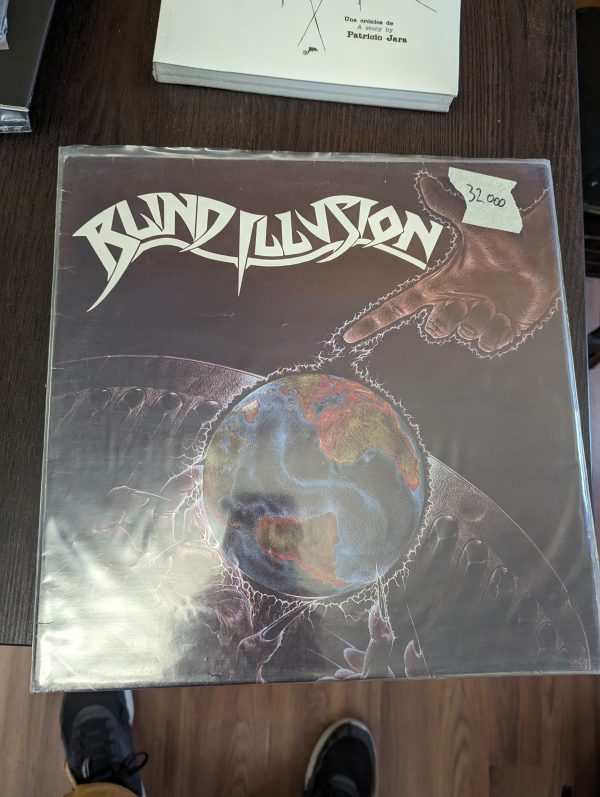 Una crónica de
A story by
Patricio Jara
BLIND ILLUSION
32.000